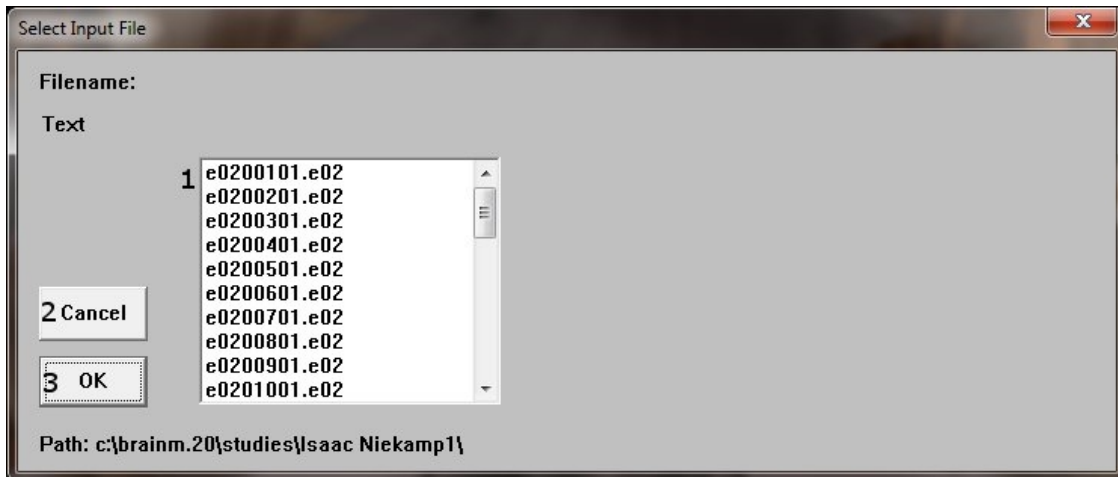 Select Input File
x
Filename:
Text
1
e0200101.e02
e0200201.e02
e0200301.e02
e0200401.e02
e0200501.e02
e0200601.e02
e0200701.e02
e0200801.e02
e0200901.e02
e0201001.e02
2 Cancel
3 OK
Path: c:\brainm.20\studies\Isaac Niekamp1\